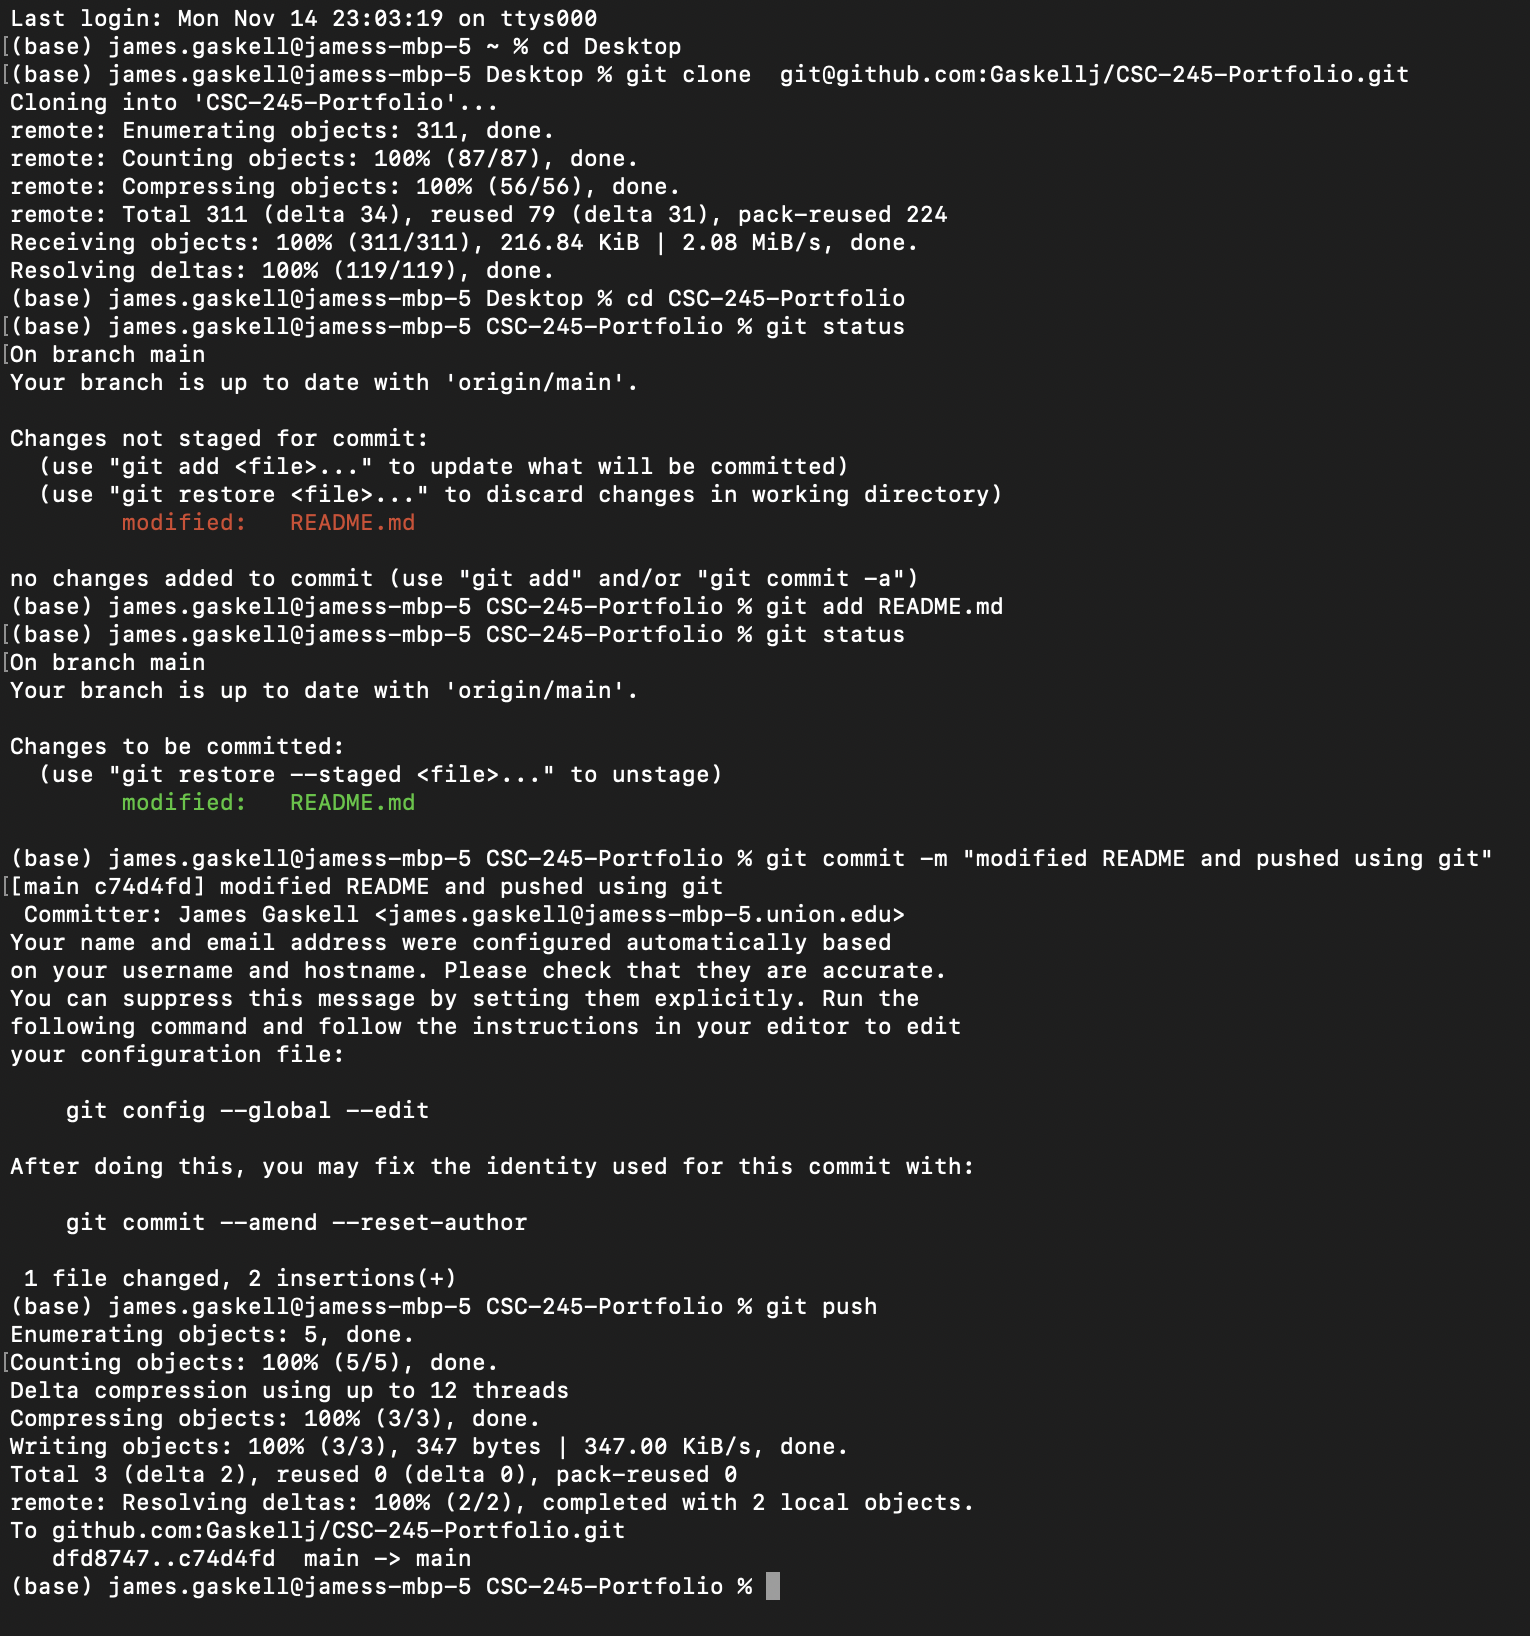 Last login: Mon Nov 14 23:03:19 on ttys000
[(base) james.gaskell@jamess-mbp-5 ~ % cd Desktop
[(base) james.gaskell@jamess-mbp-5 Desktop % git clone  git@github.com:Gaskellj/CSC-245-Portfolio.git
Cloning into 'CSC-245-Portfolio'...
remote: Enumerating objects: 311, done.
remote: Counting objects: 100% (87/87), done.
remote: Compressing objects: 100% (56/56), done.
remote: Total 311 (delta 34), reused 79 (delta 31), pack-reused 224
Receiving objects: 100% (311/311), 216.84 KiB | 2.08 MiB/s, done.
Resolving deltas: 100% (119/119), done.
(base) james.gaskell@jamess-mbp-5 Desktop % cd CSC-245-Portfolio
[(base) james.gaskell@jamess-mbp-5 CSC-245-Portfolio % git status
[On branch main
Your branch is up to date with 'origin/main'.

Changes not staged for commit:
  (use "git add <file>..." to update what will be committed)
  (use "git restore <file>..." to discard changes in working directory)
        modified:   README.md

no changes added to commit (use "git add" and/or "git commit -a")
(base) james.gaskell@jamess-mbp-5 CSC-245-Portfolio % git add README.md
[(base) james.gaskell@jamess-mbp-5 CSC-245-Portfolio % git status
[On branch main
Your branch is up to date with 'origin/main'.

Changes to be committed:
  (use "git restore --staged <file>..." to unstage)
        modified:   README.md

(base) james.gaskell@jamess-mbp-5 CSC-245-Portfolio % git commit -m "modified README and pushed using git"
[[main c74d4fd] modified README and pushed using git
 Committer: James Gaskell <james.gaskell@jamess-mbp-5.union.edu>
Your name and email address were configured automatically based
on your username and hostname. Please check that they are accurate.
You can suppress this message by setting them explicitly. Run the
following command and follow the instructions in your editor to edit
your configuration file:

    git config --global --edit

After doing this, you may fix the identity used for this commit with:

    git commit --amend --reset-author

 1 file changed, 2 insertions(+)
(base) james.gaskell@jamess-mbp-5 CSC-245-Portfolio % git push
Enumerating objects: 5, done.
[Counting objects: 100% (5/5), done.
Delta compression using up to 12 threads
Compressing objects: 100% (3/3), done.
Writing objects: 100% (3/3), 347 bytes | 347.00 KiB/s, done.
Total 3 (delta 2), reused 0 (delta 0), pack-reused 0
remote: Resolving deltas: 100% (2/2), completed with 2 local objects.
To github.com:Gaskellj/CSC-245-Portfolio.git
   dfd8747..c74d4fd  main -> main
(base) james.gaskell@jamess-mbp-5 CSC-245-Portfolio %